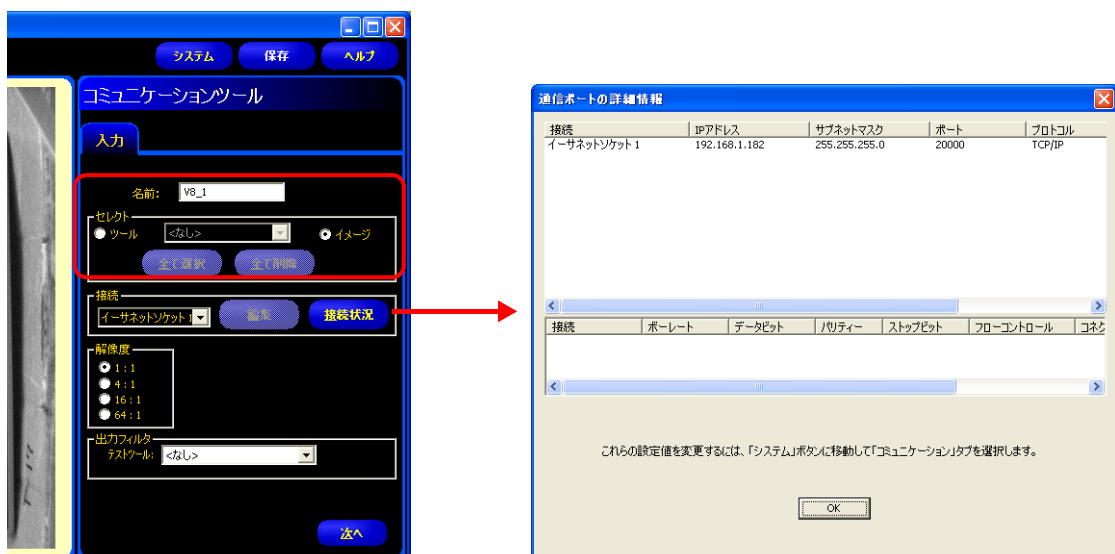 システム 保存 ヘルプ
コミュニケーションツール
入力
名前: V8_1
セレクト
ツール <なし> イメージ
全て選択 全て削除
接続
イーサネットソケット 1 編集 接続状況
解像度
1 : 1
4 : 1
16 : 1
64 : 1
出力フィルタ
テストツール: <なし>
次へ
通信ポートの詳細情報
接続 IPアドレス サブネットマスク ポート プロトコル
イーサネットソケット 1 192.168.1.182 255.255.255.0 20000 TCP/IP
接続 ボーレート データビット パリティー ストップビット フローコントロール コネク
これらの設定値を変更するには、「システム」ボタンに移動して「コミュニケーション」タブを選択します。
OK